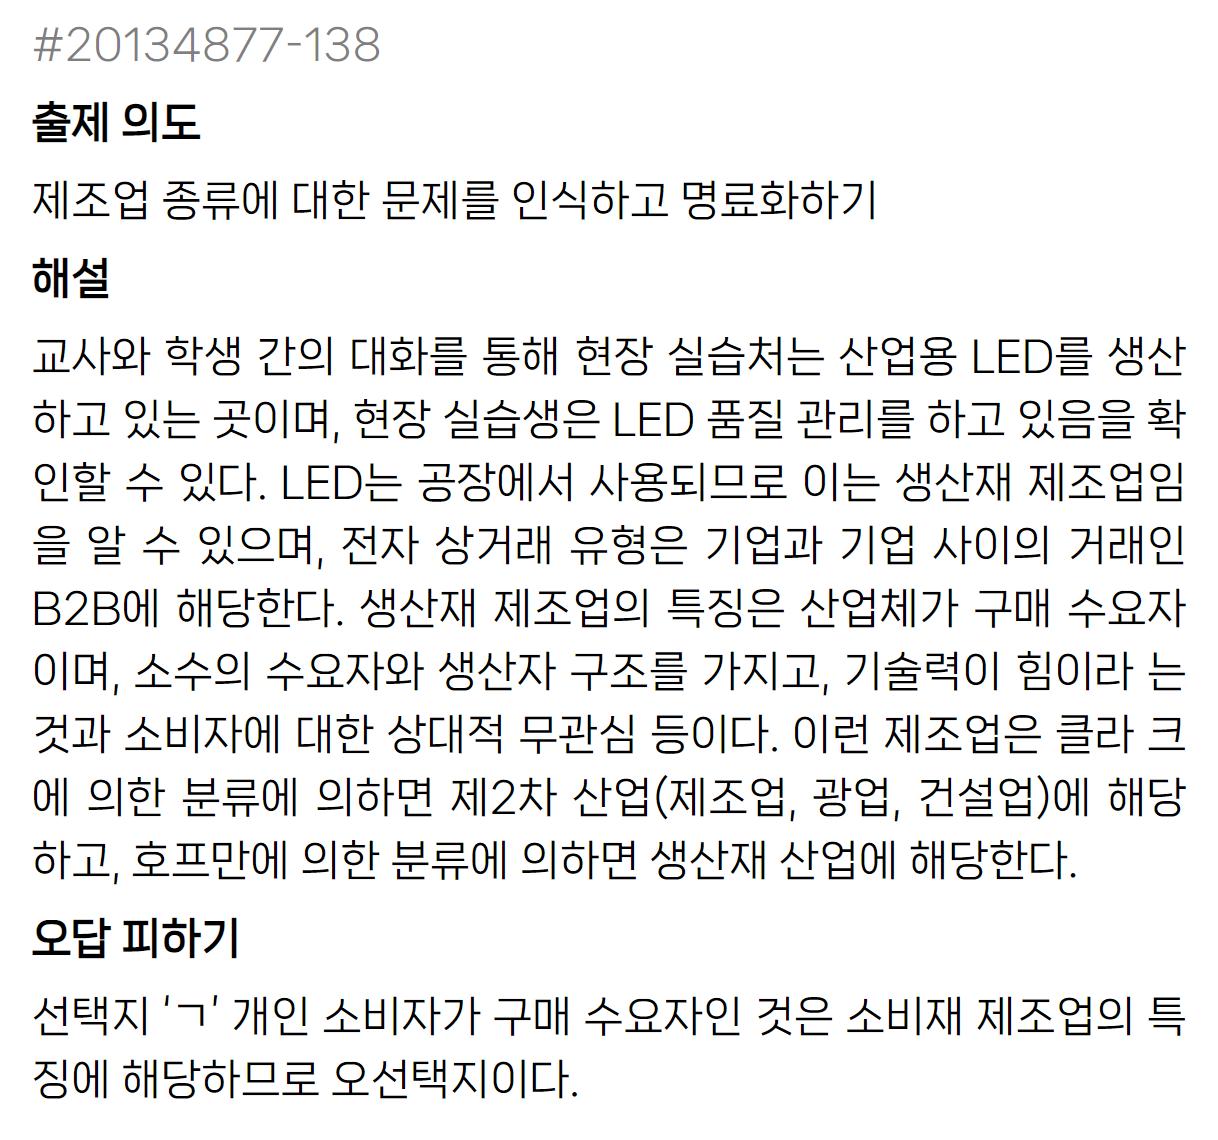 #20134877-138
출제 의도
제조업 종류에 대한 문제를 인식하고 명료화하기
해설
교사와 학생 간의 대화를 통해 현장 실습처는 산업용 LED를 생산
하고 있는 곳이며, 현장 실습생은 LED 품질 관리를 하고 있음을 확
인할 수 있다. LED는 공장에서 사용되므로 이는 생산재 제조업임
을 알 수 있으며, 전자 상거래 유형은 기업과 기업 사이의 거래인
B2B에 해당한다. 생산재 제조업의 특징은 산업체가 구매 수요자
이며, 소수의 수요자와 생산자 구조를 가지고, 기술력이 힘이라 는
것과 소비자에 대한 상대적 무관심 등이다. 이런 제조업은 클라 크
에 의한 분류에 의하면 제2차 산업(제조업, 광업, 건설업)에 해당
하고, 호프만에 의한 분류에 의하면 생산재 산업에 해당한다.
오답 피하기
선택지 ‘ㄱ’ 개인 소비자가 구매 수요자인 것은 소비재 제조업의 특
징에 해당하므로 오선택지이다.